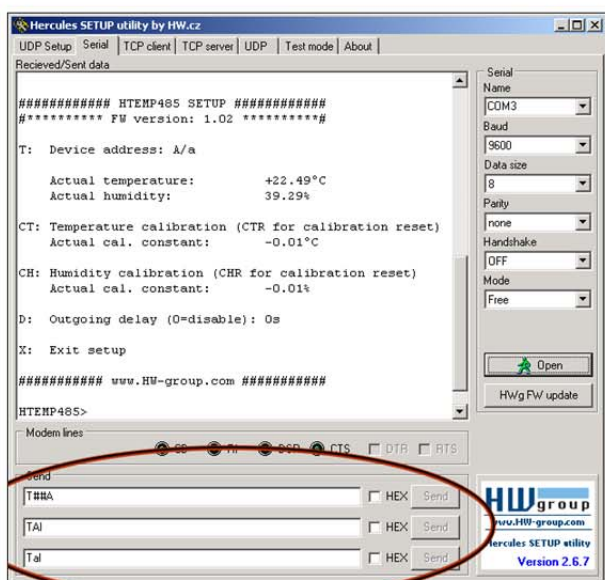 Hercules SETUP utility by HW.cz
UDP Setup Serial TCP client TCP server UDP Test mode About
Recieved/Sent data
############ HTEMP485 SETUP ############
#********** FW version: 1.02 **********#
T: Device address: A/a
Actual temperature: +22.49°C
Actual humidity: 39.29%
CT: Temperature calibration (CTR for calibration reset)
Actual cal. constant: -0.01°C
CH: Humidity calibration (CHR for calibration reset)
Actual cal. constant: -0.01%
D: Outgoing delay (0=disable): 0s
X: Exit setup
########### www.HW-group.com ###########
HTEMP485>
Serial
Name
COM3
Baud
9600
Data size
8
Parity
none
Handshake
OFF
Mode
Free
Open
HWg FW update
Modem lines
CD RI DSR CTS DTR RTS
Send
T##A HEX Send
TAI HEX Send
TaI HEX Send
HW group
www.HW-group.com
Hercules SETUP utility
Version 2.6.7